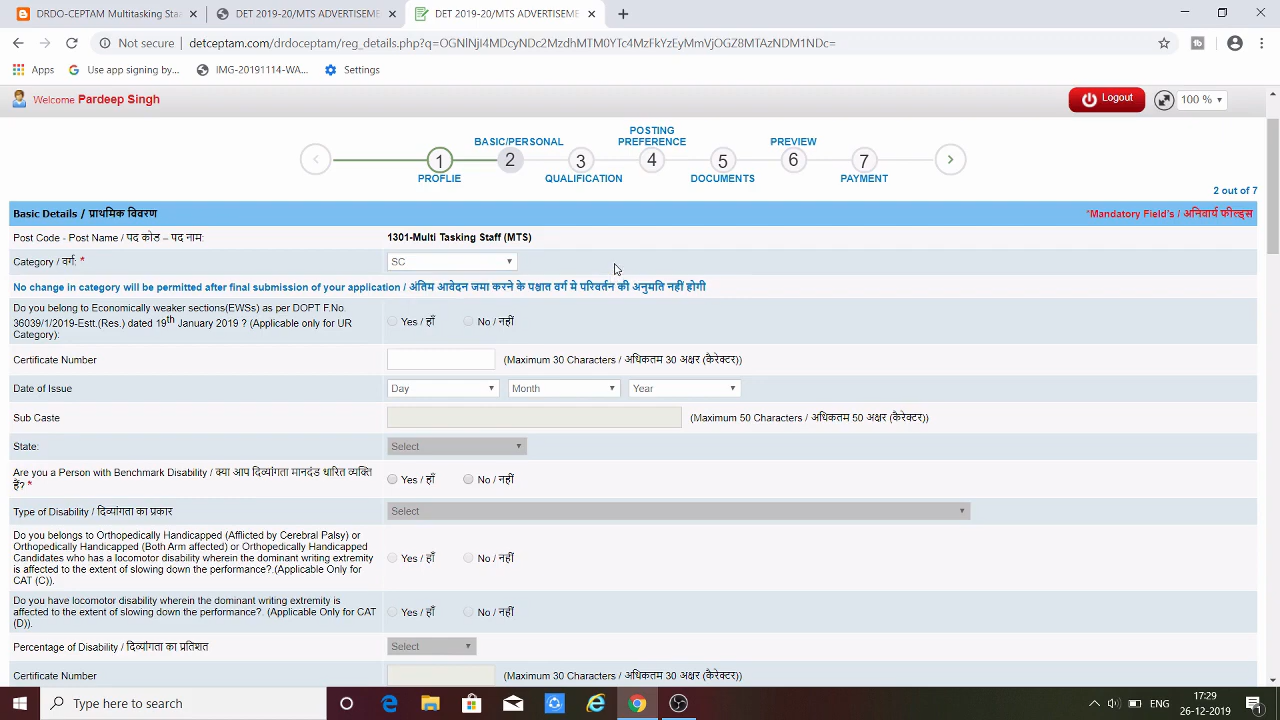 DRDO-CEPTAM Multitasking Sta
DET 2019-20/MTS ADVERTISEME
DET 2019-20/MTS ADVERTISEME
Not secure
detceptam.com/drdoceptam/reg_details.php?q=
Apps
Use app signing by...
IMG-20191114-WA...
Settings
Welcome Pardeep Singh
Logout
100 %
1
PROFLIE
BASIC/PERSONAL
2
3
QUALIFICATION
POSTING
PREFERENCE
4
5
DOCUMENTS
PREVIEW
6
7
PAYMENT
2 out of 7
Basic Details / प्राथमिक विवरण
*Mandatory Field's / अनिवार्य फील्ड्स
Post Code - Post Name / पद कोड – पद नाम:
1301-Multi Tasking Staff (MTS)
Category / वर्ग: *
SC
No change in category will be permitted after final submission of your application / अंतिम आवेदन जमा करने के पश्चात वर्ग मे परिवर्तन की अनुमति नहीं होगी
Do you belong to Economically weaker sections(EWSs) as per DOPT F.No
36039/1/2019-Estt.(Res.) dated 19th January 2019 ? (Applicable only for UR
Category):
Yes / हाँ
No / नहीं
Certificate Number
(Maximum 30 Characters / अधिकतम 30 अक्षर (कैरेक्टर))
Date of Issue
Day
Month
Year
Sub Caste
(Maximum 50 Characters / अधिकतम 50 अक्षर (कैरेक्टर))
State:
Select
Are you a Person with Benchmark Disability / क्या आप दिव्यांगता मानदंड धारित व्यक्ति
है? *
Yes / हाँ
No / नहीं
Type of Disability / दिव्यांगता का प्रकार
Select
Do you belongs to Orthopedically Handicapped (Afflicted by Cerebral Palsy) or
Orthopedically Handicapped (Both Arm affected) or Orthopedically Handicapped
Candidates who has a locomotor disability wherein the dominant writing extremity
is affected to the extent of slowing down the performance?.(Applicable Only for
CAT (C)).
Yes / हाँ
No / नहीं
Do you have locomotor disability wherein the dominant writing extremity is
affected to the extent of slowing down the performance?. (Applicable Only for CAT
(D)).
Yes / हाँ
No / नहीं
Percentage of Disability / दिव्यांगता का प्रतिशत
Select
Certificate Number
(Maximum 30 Characters / अधिकतम 30 अक्षर (कैरेक्टर))
Type here to search
ENG
17:29
26-12-2019